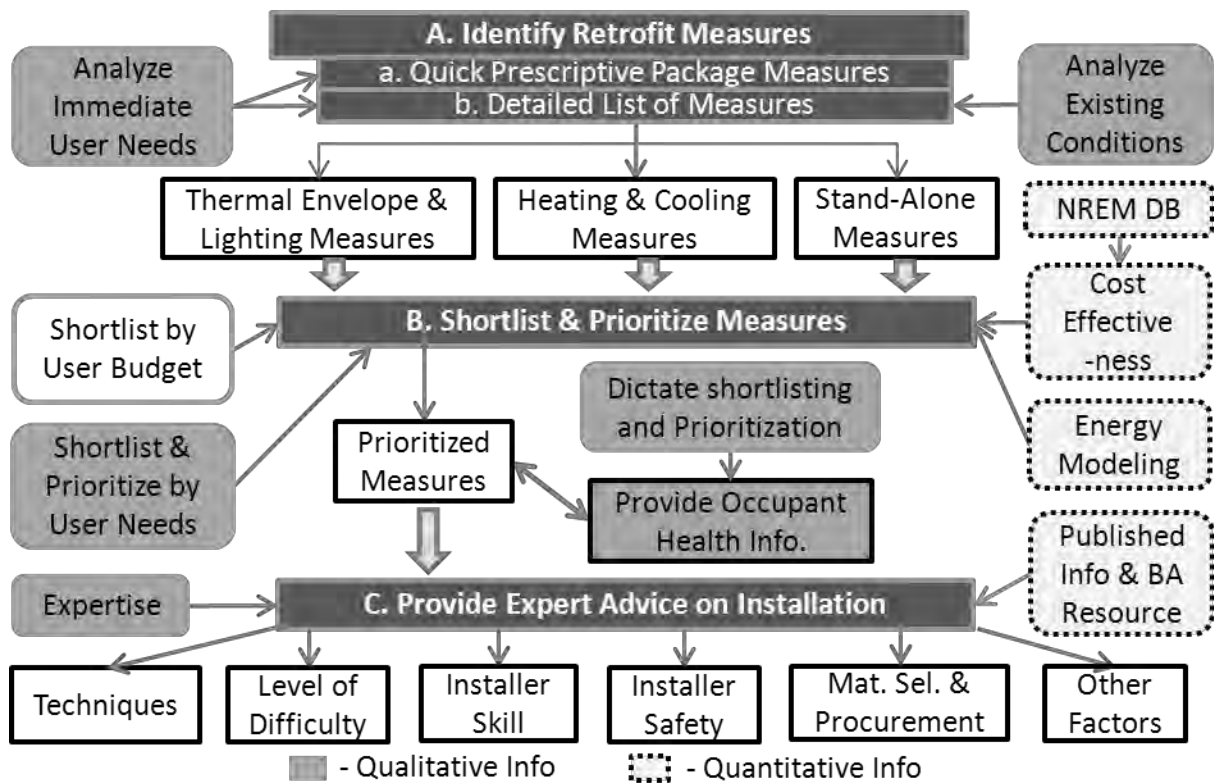 A. Identify Retrofit Measures
a. Quick Prescriptive Package Measures
b. Detailed List of Measures
Analyze
Immediate
User Needs
Analyze
Existing
Conditions
Thermal Envelope &
Lighting Measures
Heating & Cooling
Measures
Stand-Alone
Measures
NREM DB
Shortlist by
User Budget
B. Shortlist & Prioritize Measures
Cost
Effective
-ness
Shortlist &
Prioritize by
User Needs
Prioritized
Measures
Dictate shortlisting
and Prioritization
Provide Occupant
Health Info.
Energy
Modeling
Published
Info & BA
Resource
Expertise
C. Provide Expert Advice on Installation
Techniques
Level of
Difficulty
Installer
Skill
Installer
Safety
Mat. Sel. &
Procurement
Other
Factors
- Qualitative Info
- Quantitative Info